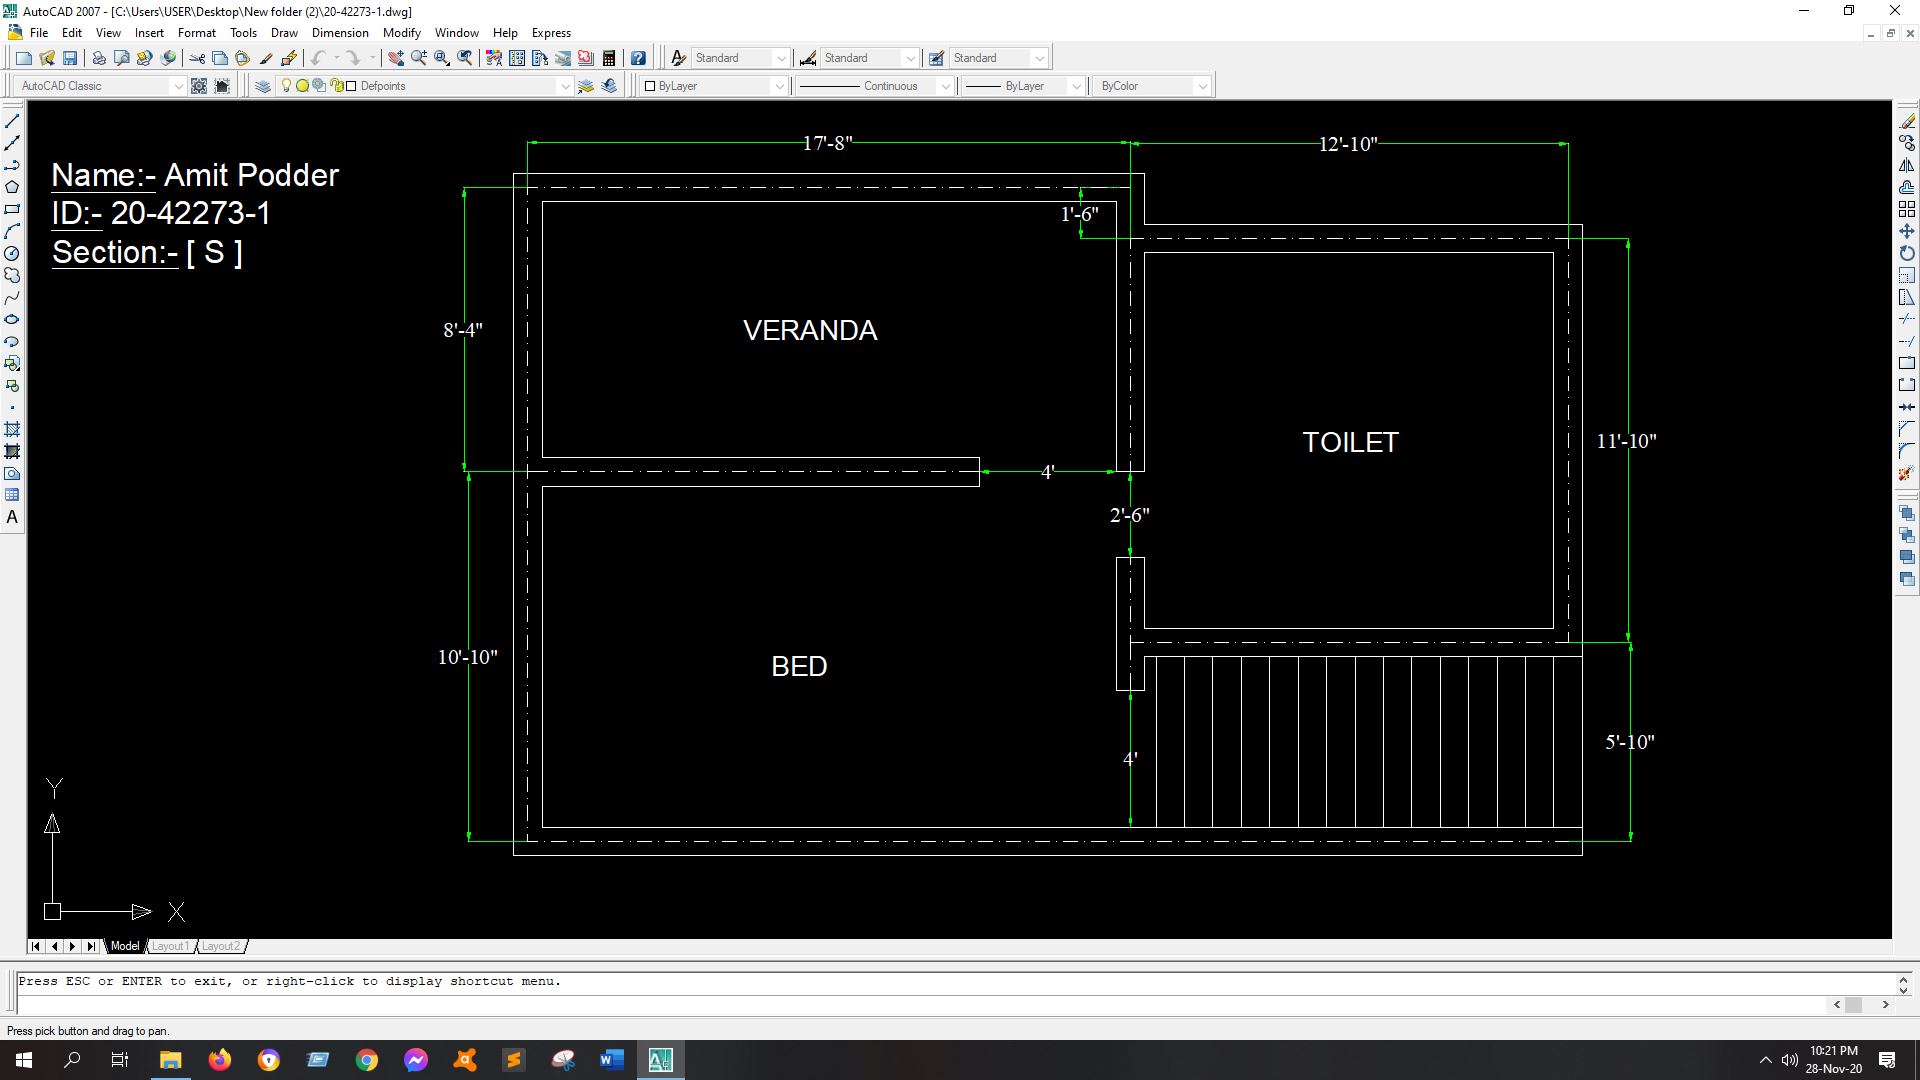 AutoCAD 2007 - [C:\Users\USER\Desktop\New folder (2)\20-42273-1.dwg]
File Edit View Insert Format Tools Draw Dimension Modify Window Help Express
Standard Standard Standard
AutoCAD Classic Defpoints ByLayer Continuous ByLayer ByColor
17'-8" 12'-10"
Name:- Amit Podder
ID:- 20-42273-1
Section:- [ S ]
1'-6"
8'-4"
VERANDA
TOILET
11'-10"
4'
2'-6"
10'-10"
BED
5'-10"
4'
Y
X
Model Layout1 Layout2
Press ESC or ENTER to exit, or right-click to display shortcut menu.
Press pick button and drag to pan.
10:21 PM
28-Nov-20